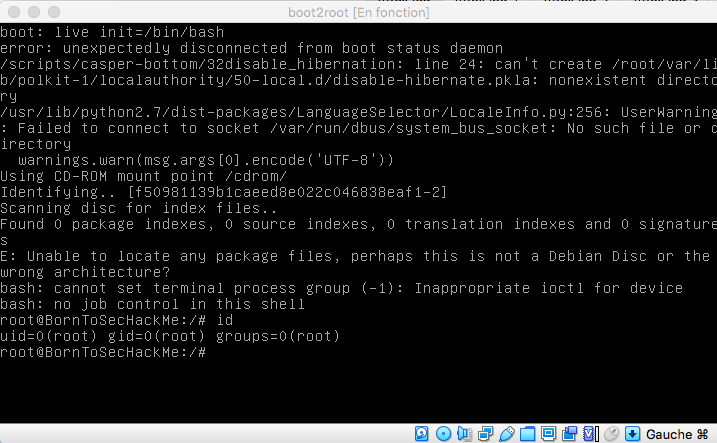 boot2root [En fonction]
boot: live init=/bin/bash
error: unexpectedly disconnected from boot status daemon
/scripts/casper-bottom/32disable_hibernation: line 24: can't create /root/var/li
b/polkit-1/localauthority/50-local.d/disable-hibernate.pkla: nonexistent directo
ry
/usr/lib/python2.7/dist-packages/LanguageSelector/LocaleInfo.py:256: UserWarning
: Failed to connect to socket /var/run/dbus/system_bus_socket: No such file or d
irectory
  warnings.warn(msg.args[0].encode('UTF-8'))
Using CD-ROM mount point /cdrom/
Identifying.. [f50981139b1caeed8e022c046838eaf1-2]
Scanning disc for index files..
Found 0 package indexes, 0 source indexes, 0 translation indexes and 0 signature
s
E: Unable to locate any package files, perhaps this is not a Debian Disc or the
wrong architecture?
bash: cannot set terminal process group (-1): Inappropriate ioctl for device
bash: no job control in this shell
root@BornToSecHackMe:/# id
uid=0(root) gid=0(root) groups=0(root)
root@BornToSecHackMe:/#
Gauche ⌘